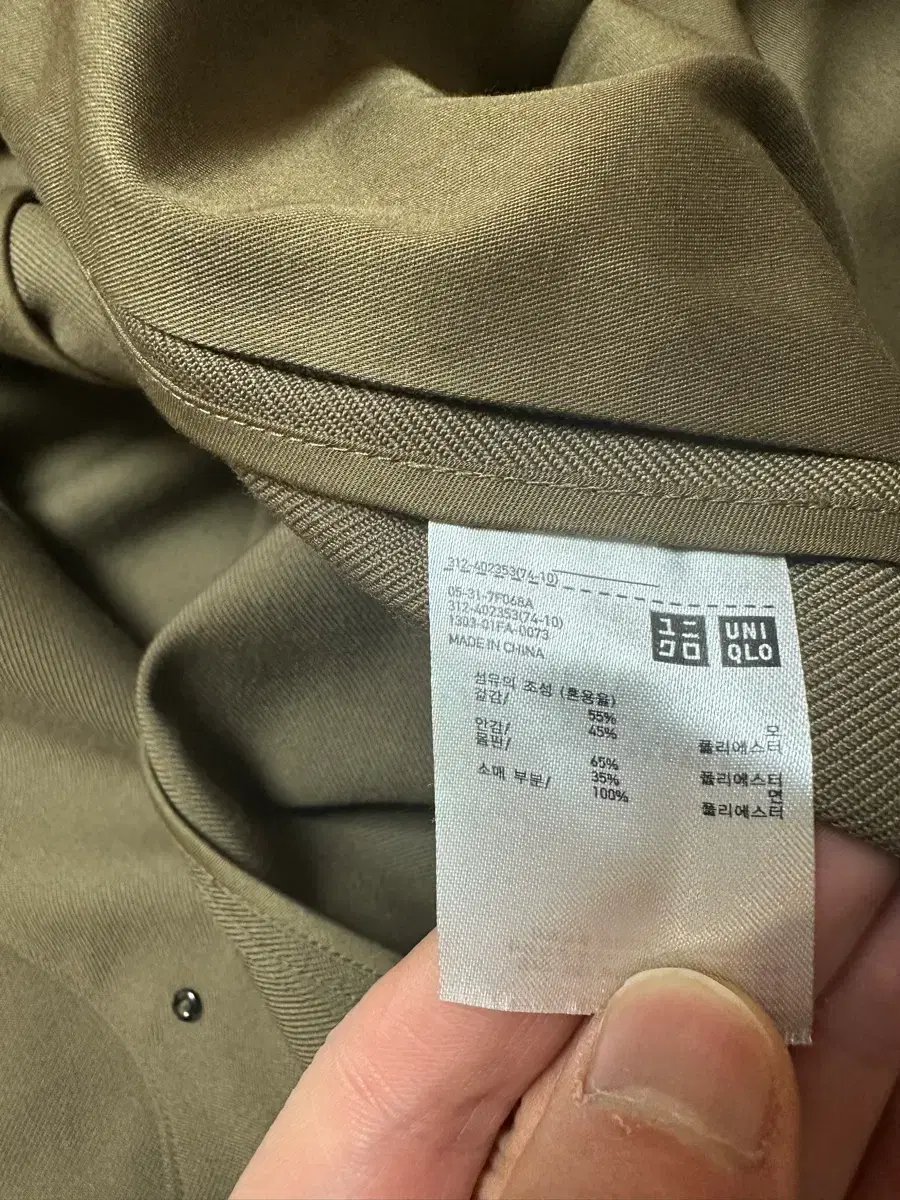 312-402353(74-10)
05-31-7F068A
312-402353(74-10)
1303-01FA-0073
MADE IN CHINA
ユニ
クロ
UNI
QLO
섬유의 조성 (혼용율)
겉감/
55% 모
45% 폴리에스터
안감/
몸판/
65% 폴리에스터
35% 면
소매 부분/
100% 폴리에스터